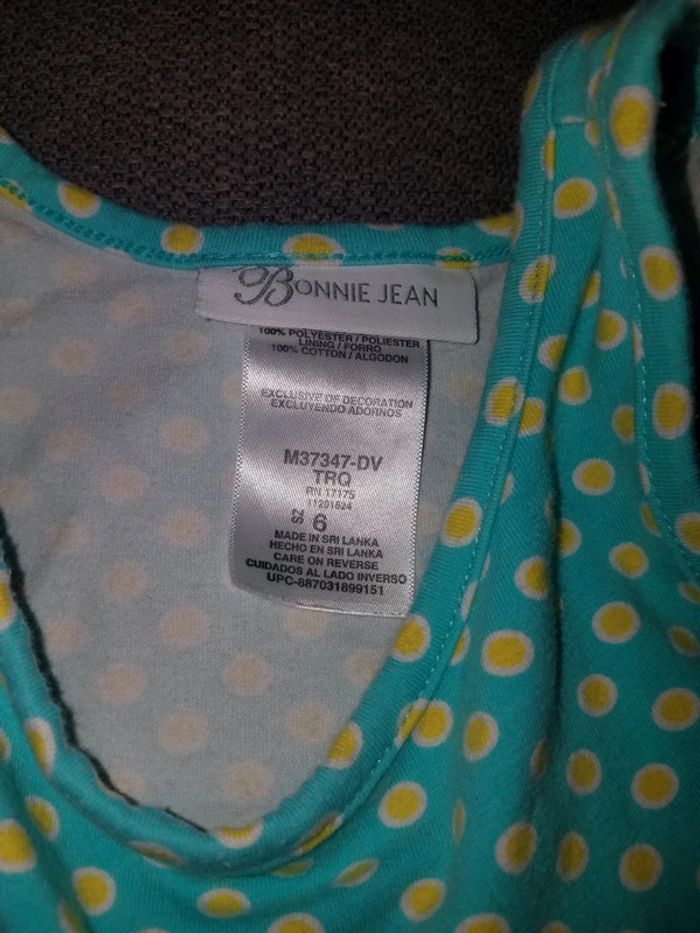 BONNIE JEAN
100% POLYESTER / POLIESTER
LINING / FORRO
100% COTTON / ALGODON
EXCLUSIVE OF DECORATION
EXCLUYENDO ADORNOS
M37347-DV
TRQ
RN 17175
11201524
SZ 6
MADE IN SRI LANKA
HECHO EN SRI LANKA
CARE ON REVERSE
CUIDADOS AL LADO INVERSO
UPC-887031899151